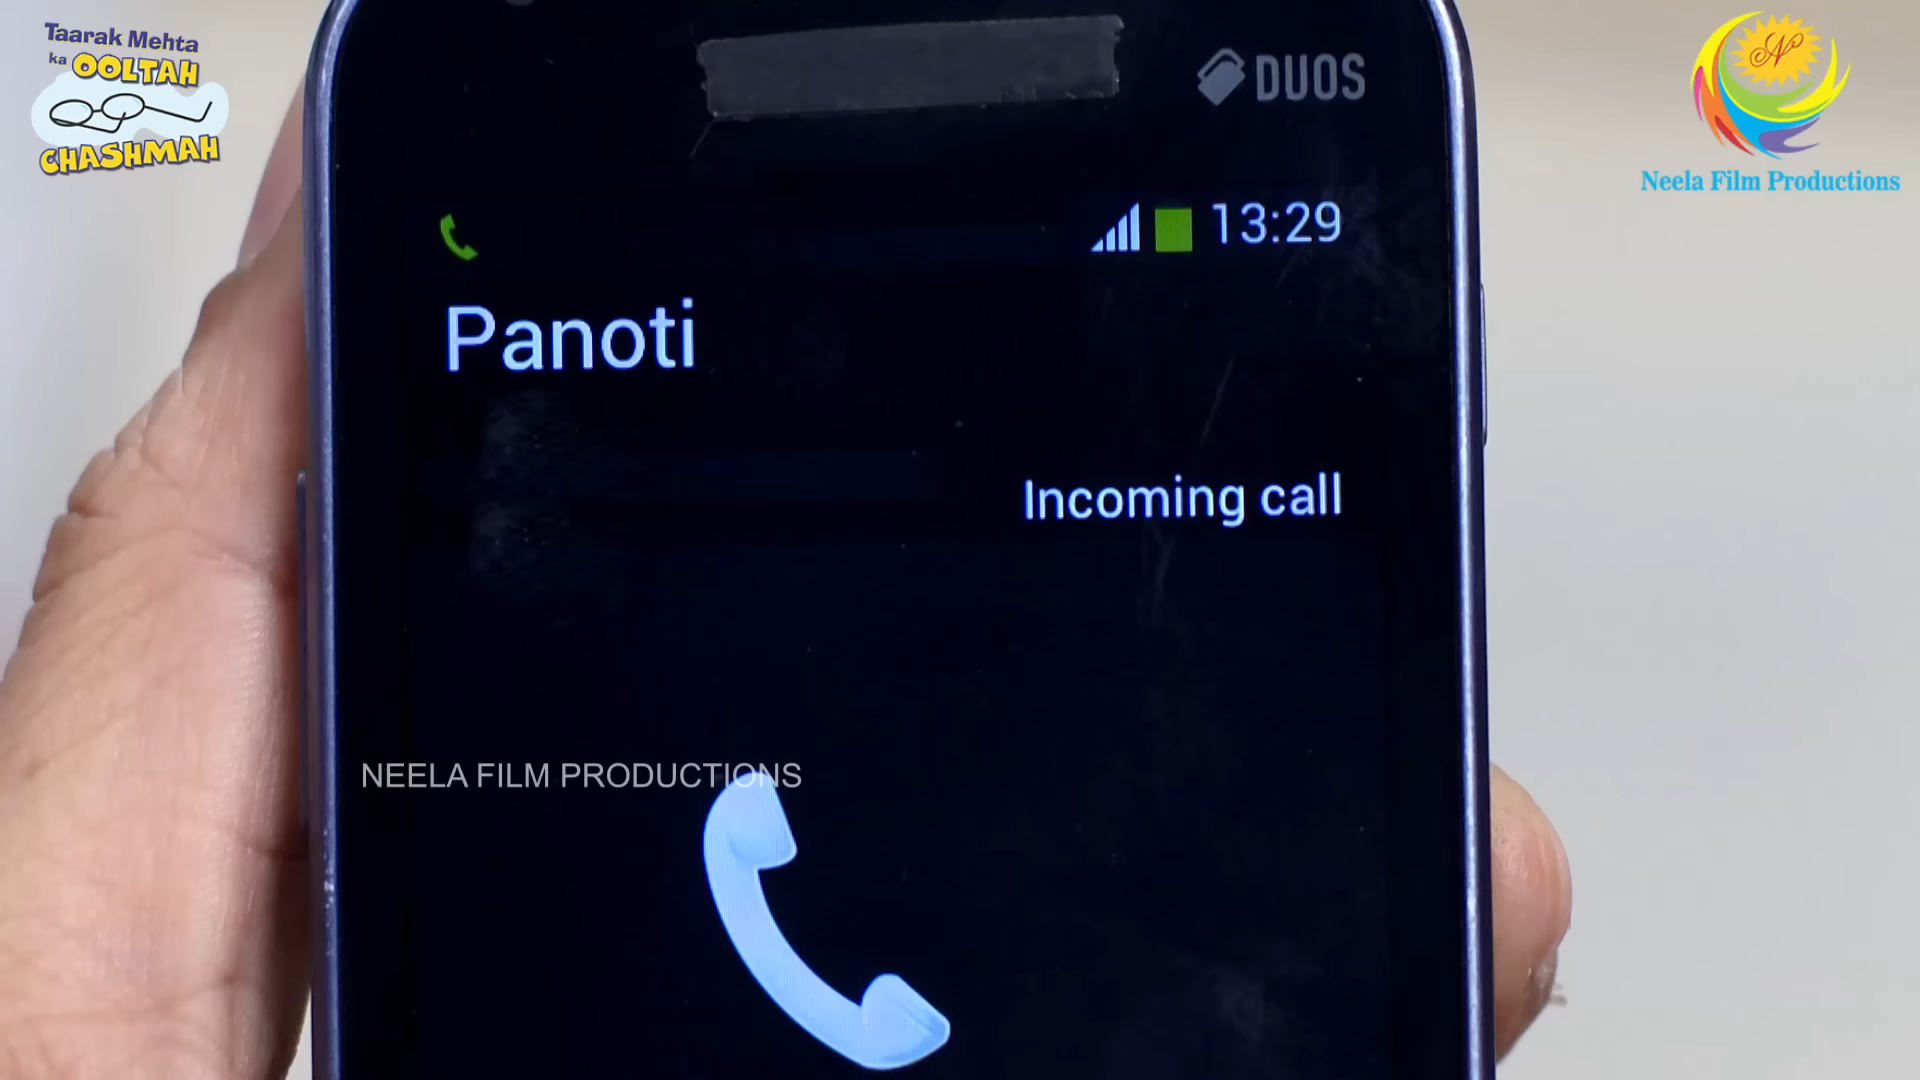 Taarak Mehta
ka OOLTAH
CHASHMAH
DUOS
Neela Film Productions
13:29
Panoti
Incoming call
NEELA FILM PRODUCTIONS